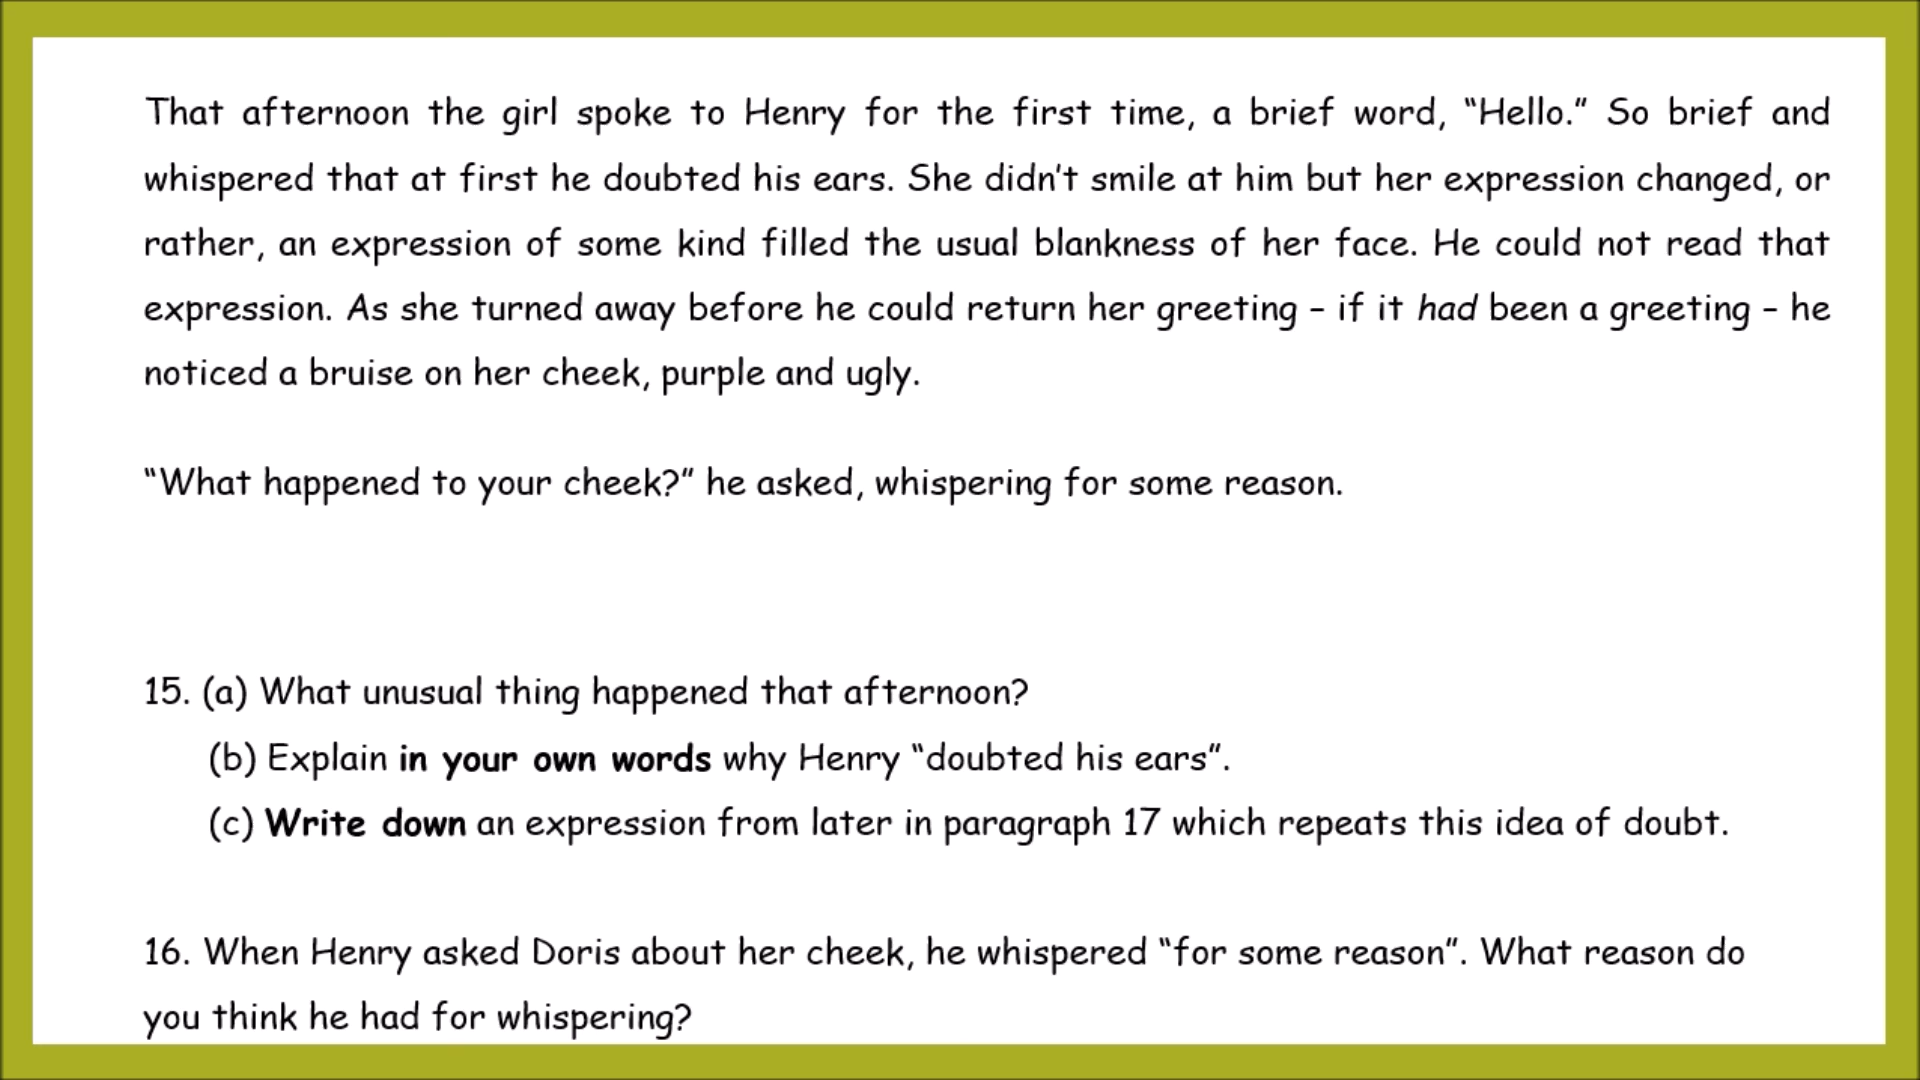 That afternoon the girl spoke to Henry for the first time, a brief word, “Hello.” So brief and
whispered that at first he doubted his ears. She didn’t smile at him but her expression changed, or
rather, an expression of some kind filled the usual blankness of her face. He could not read that
expression. As she turned away before he could return her greeting – if it had been a greeting – he
noticed a bruise on her cheek, purple and ugly.
“What happened to your cheek?” he asked, whispering for some reason.
15. (a) What unusual thing happened that afternoon?
(b) Explain in your own words why Henry “doubted his ears”.
(c) Write down an expression from later in paragraph 17 which repeats this idea of doubt.
16. When Henry asked Doris about her cheek, he whispered “for some reason”. What reason do
you think he had for whispering?